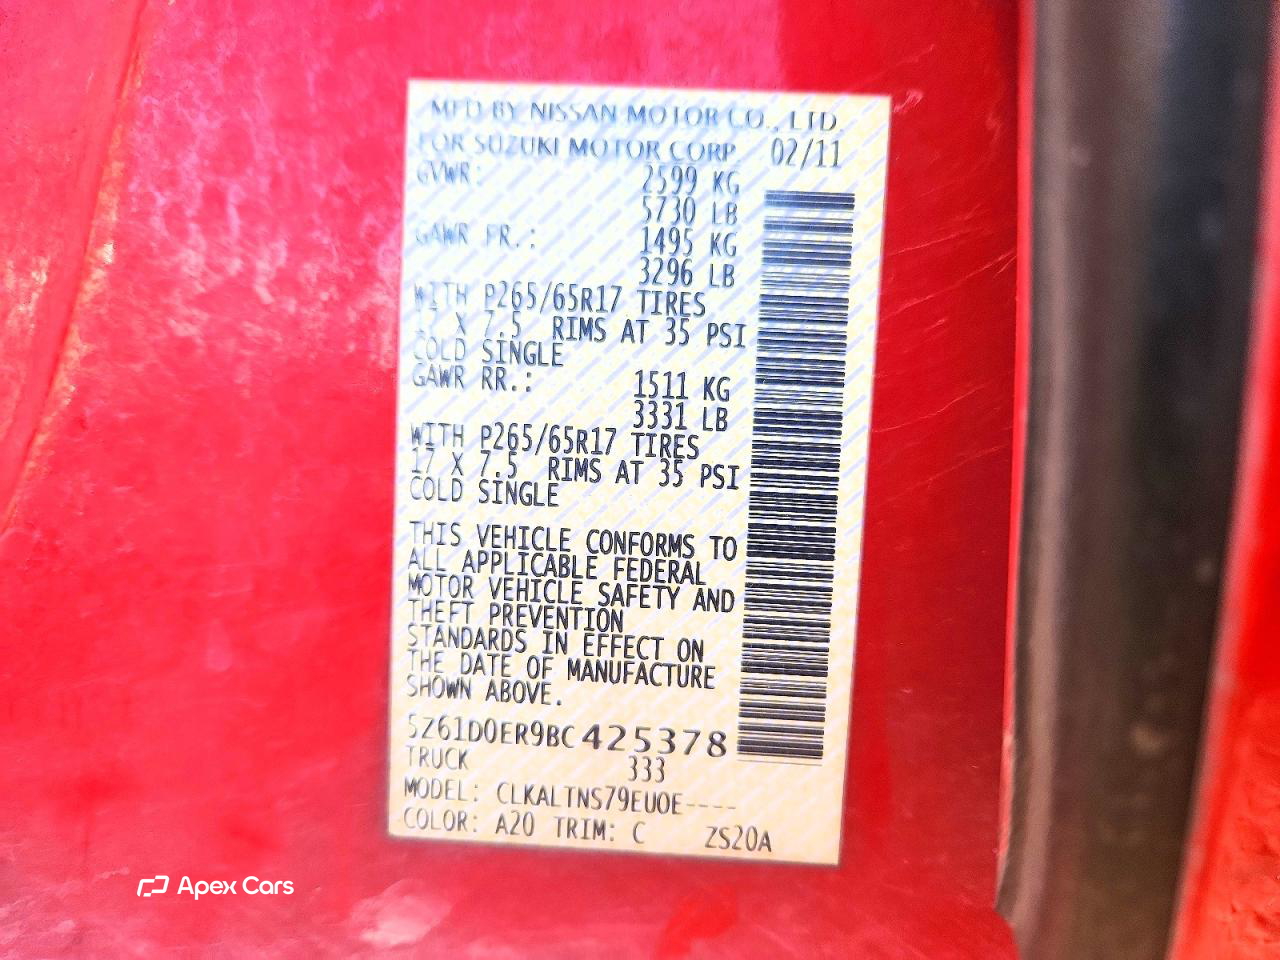 MFD BY NISSAN MOTOR CO., LTD.
FOR SUZUKI MOTOR CORP. 02/11
GVWR: 2599 KG
5730 LB
GAWR FR.: 1495 KG
3296 LB
WITH P265/65R17 TIRES
17 X 7.5 RIMS AT 35 PSI
COLD SINGLE
GAWR RR.: 1511 KG
3331 LB
WITH P265/65R17 TIRES
17 X 7.5 RIMS AT 35 PSI
COLD SINGLE
THIS VEHICLE CONFORMS TO
ALL APPLICABLE FEDERAL
MOTOR VEHICLE SAFETY AND
THEFT PREVENTION
STANDARDS IN EFFECT ON
THE DATE OF MANUFACTURE
SHOWN ABOVE.
5Z61D0ER9BC425378
TRUCK 333
MODEL: CLKALTNS79EUOE----
COLOR: A20 TRIM: C ZS20A
Apex Cars